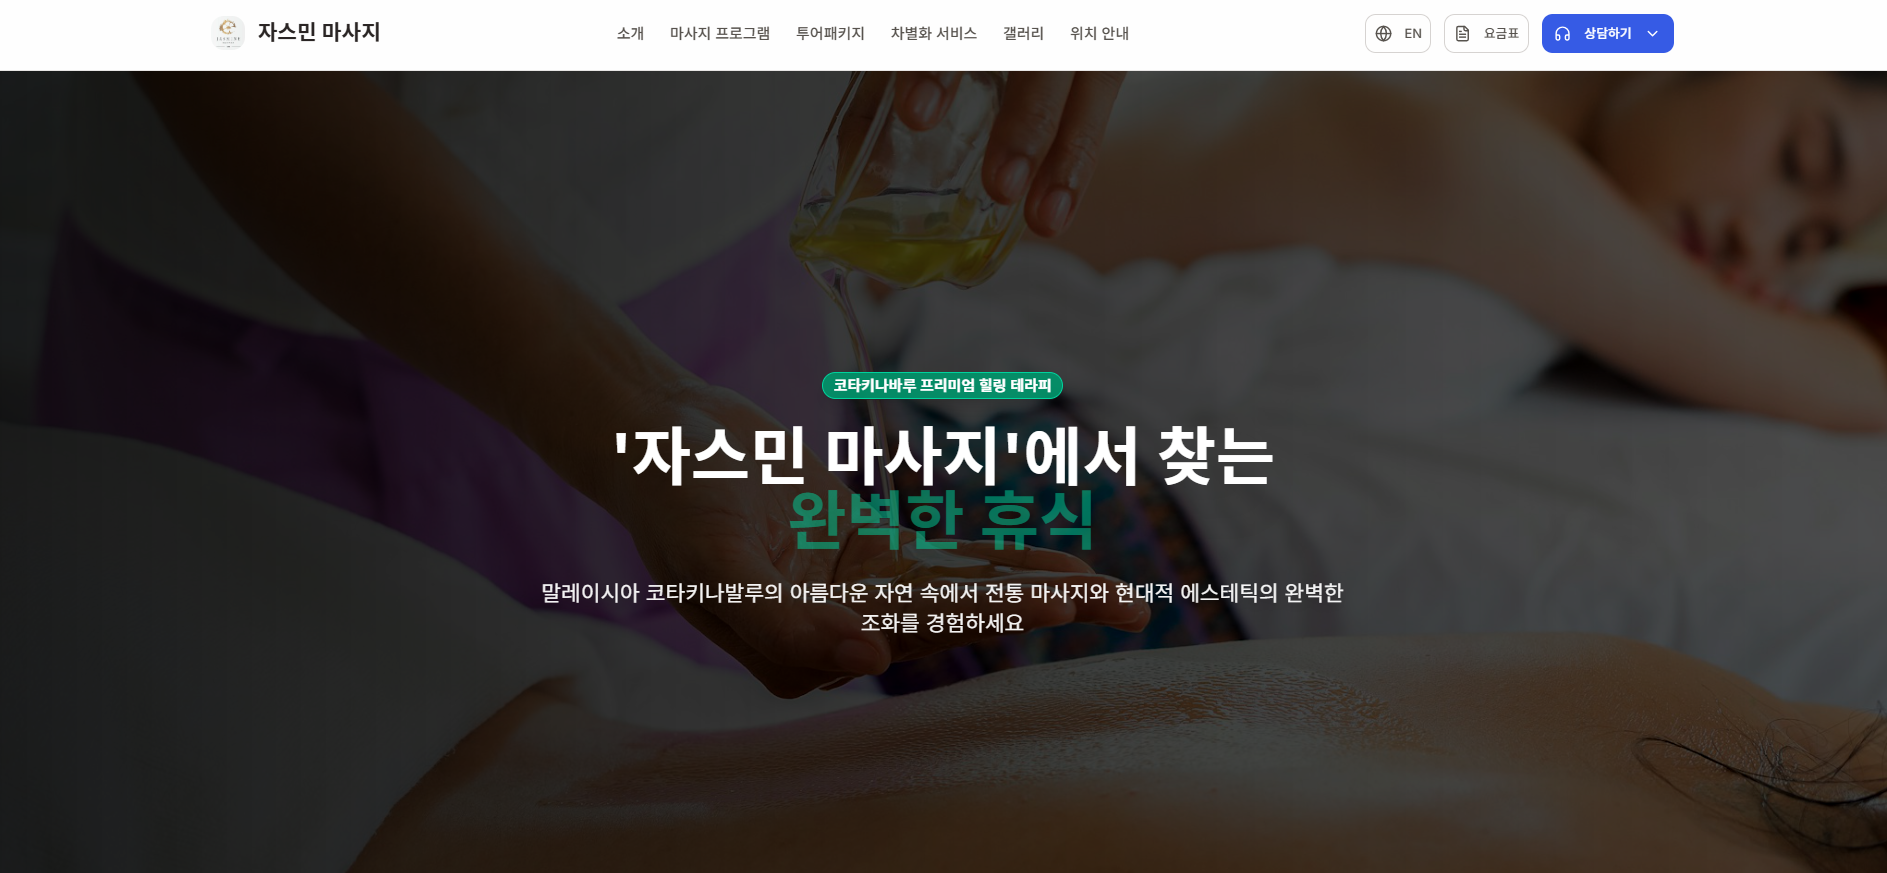 자스민 마사지
소개
마사지 프로그램
투어패키지
차별화 서비스
갤러리
위치 안내
EN
요금표
상담하기
코타키나바루 프리미엄 힐링 테라피
'자스민 마사지'에서 찾는
완벽한 휴식
말레이시아 코타키나발루의 아름다운 자연 속에서 전통 마사지와 현대적 에스테틱의 완벽한
조화를 경험하세요